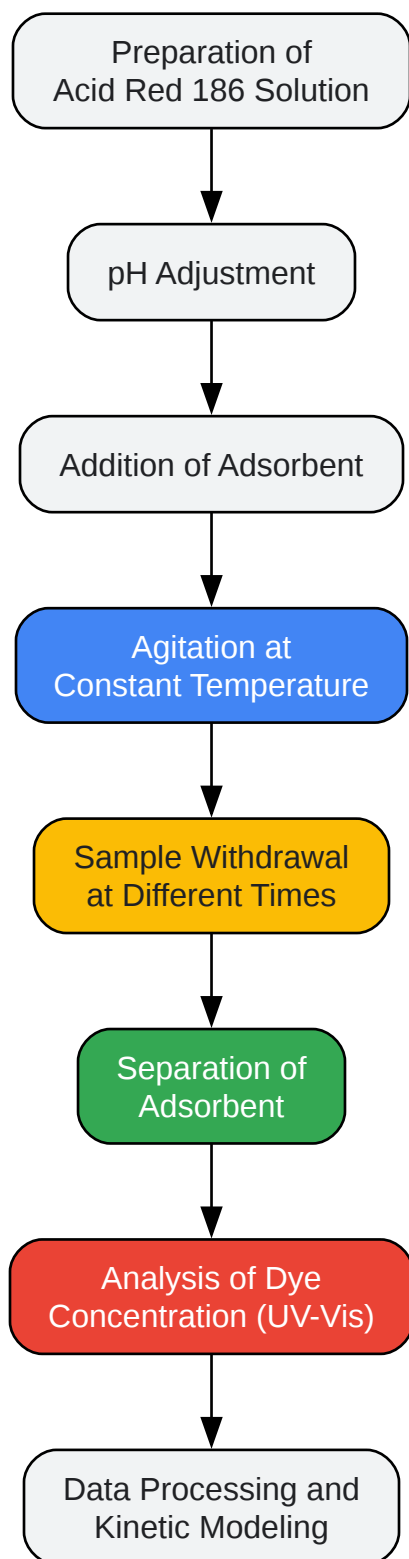 Preparation of
Acid Red 186 Solution
pH Adjustment
Addition of Adsorbent
Agitation at
Constant Temperature
Sample Withdrawal
at Different Times
Separation of
Adsorbent
Analysis of Dye
Concentration (UV-Vis)
Data Processing and
Kinetic Modeling